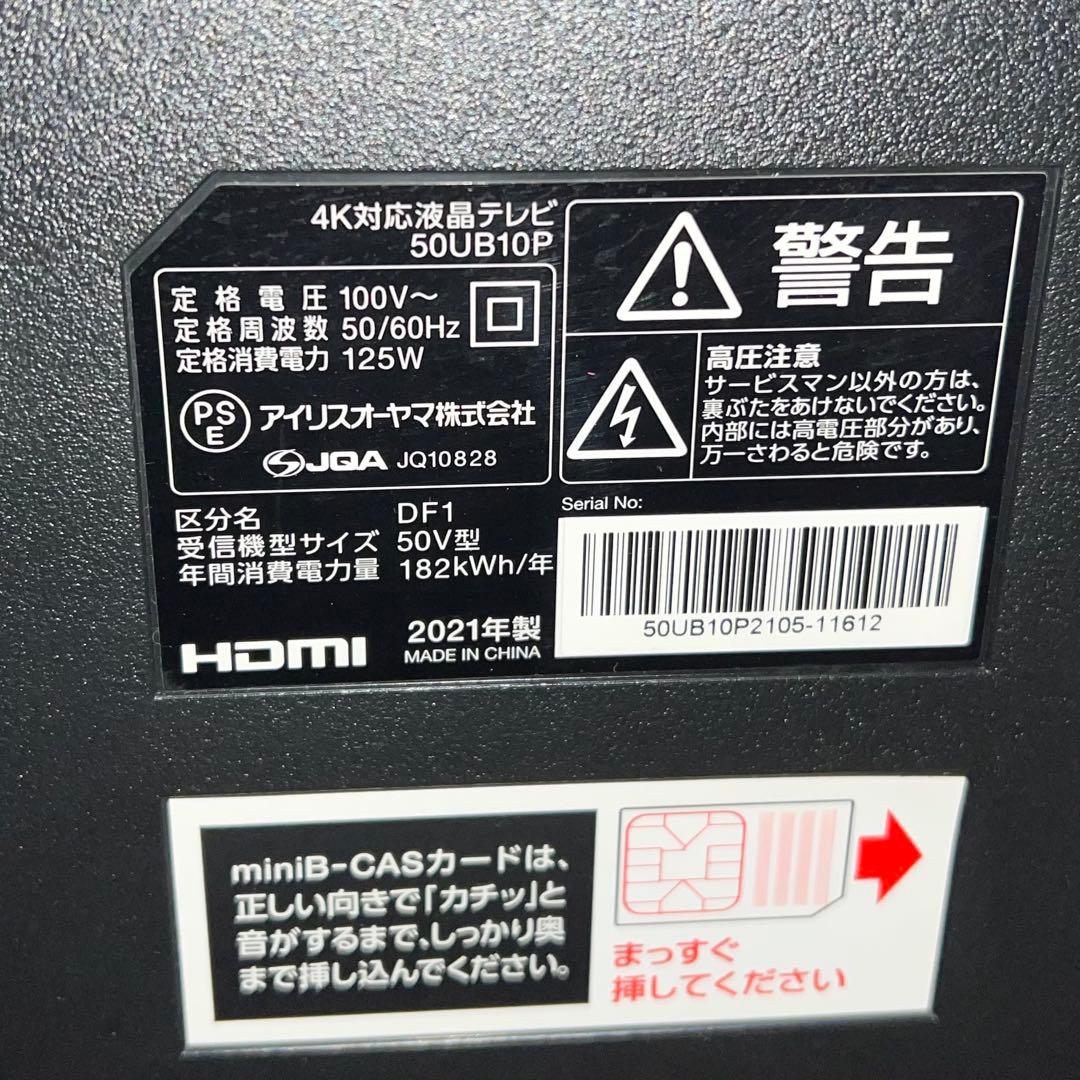 4K対応液晶テレビ
50UB10P
定格電圧 100V～
定格周波数 50/60Hz
定格消費電力 125W
PS
E
アイリスオーヤマ株式会社
JQA JQ10828
区分名 DF1
受信機型サイズ 50V型
年間消費電力量 182kWh/年
HDMI
2021年製
MADE IN CHINA
警告
高圧注意
サービスマン以外の方は、
裏ぶたをあけないでください。
内部には高電圧部分があり、
万一さわると危険です。
Serial No:
50UB10P2105-11612
miniB-CASカードは、
正しい向きで「カチッ」と
音がするまで、しっかり奥
まで挿し込んでください。
まっすぐ
挿してください